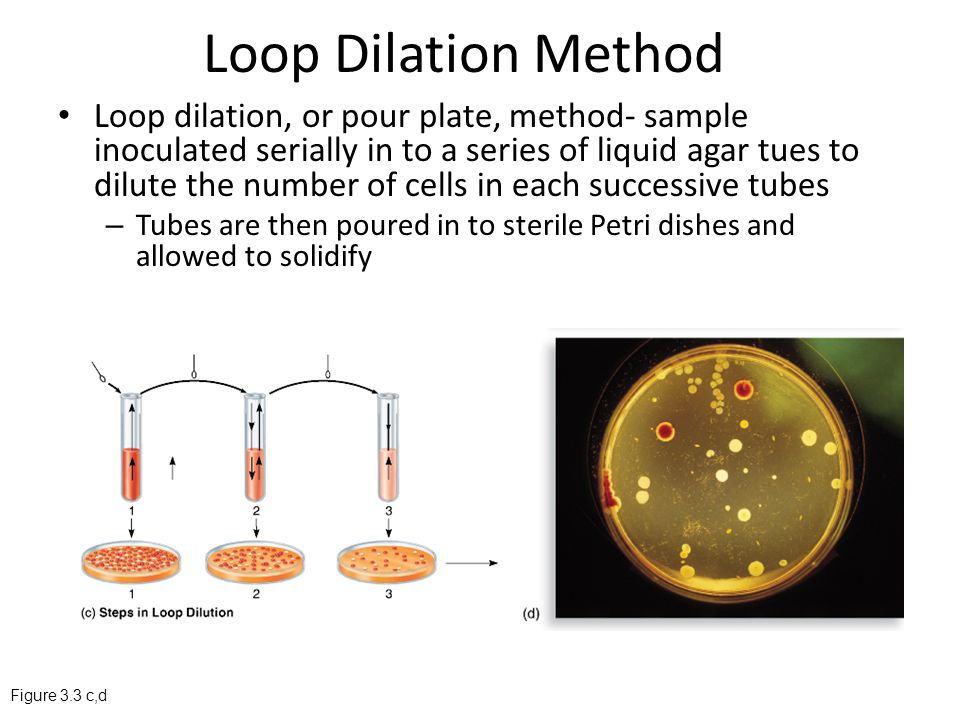 Loop Dilation Method
• Loop dilation, or pour plate, method- sample
inoculated serially in to a series of liquid agar tues to
dilute the number of cells in each successive tubes
– Tubes are then poured in to sterile Petri dishes and
allowed to solidify
1 2 3
1 2 3
(c) Steps in Loop Dilution
(d)
Figure 3.3 c,d